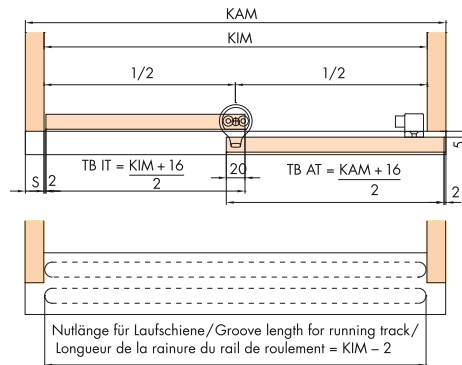 KAM
KIM
1/2 1/2
5
TB IT = KIM + 16
2
20
TB AT = KAM + 16
2
S 2
2
Nutlänge für Laufschiene/Groove length for running track/
Longueur de la rainure du rail de roulement = KIM – 2